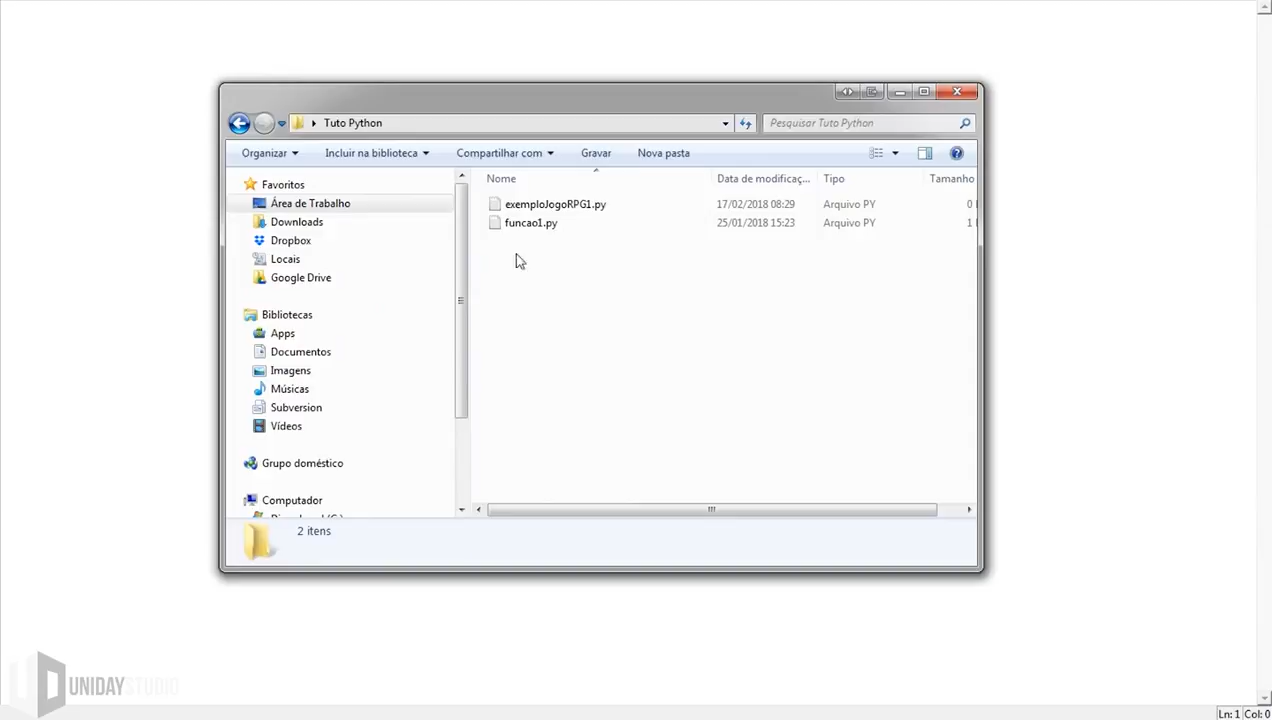 Tuto Python
Pesquisar Tuto Python
Organizar
Incluir na biblioteca
Compartilhar com
Gravar
Nova pasta
Favoritos
Área de Trabalho
Downloads
Dropbox
Locais
Google Drive
Bibliotecas
Apps
Documentos
Imagens
Músicas
Subversion
Vídeos
Grupo doméstico
Computador
Nome Data de modificaç... Tipo Tamanho
exemploJogoRPG1.py 17/02/2018 08:29 Arquivo PY 0
funcao1.py 25/01/2018 15:23 Arquivo PY 1
2 itens
UNIDAYSTUDIO
Ln: 1 Col: 0